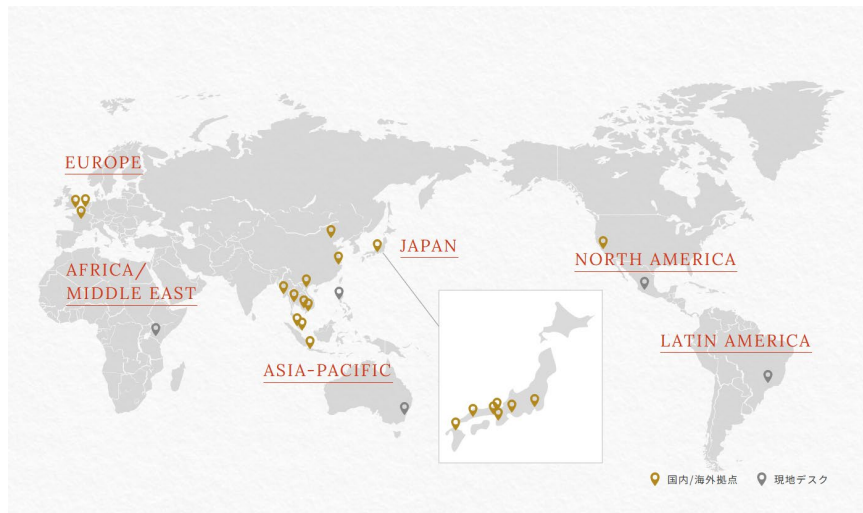 EUROPE
JAPAN
NORTH AMERICA
AFRICA/
MIDDLE EAST
LATIN AMERICA
ASIA-PACIFIC
国内/海外拠点
現地デスク